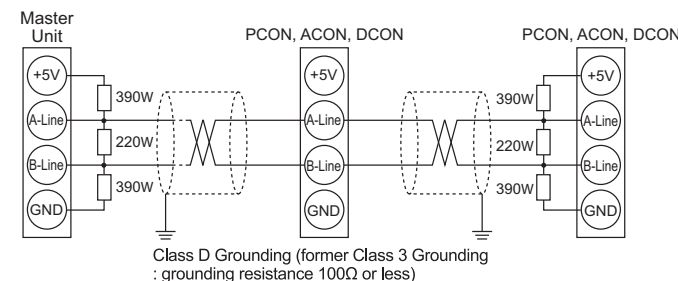 Master
Unit
PCON, ACON, DCON
PCON, ACON, DCON
+5V
+5V
+5V
390W
390W
A-Line
A-Line
A-Line
220W
220W
B-Line
B-Line
B-Line
390W
390W
GND
GND
GND
Class D Grounding (former Class 3 Grounding
: grounding resistance 100Ω or less)